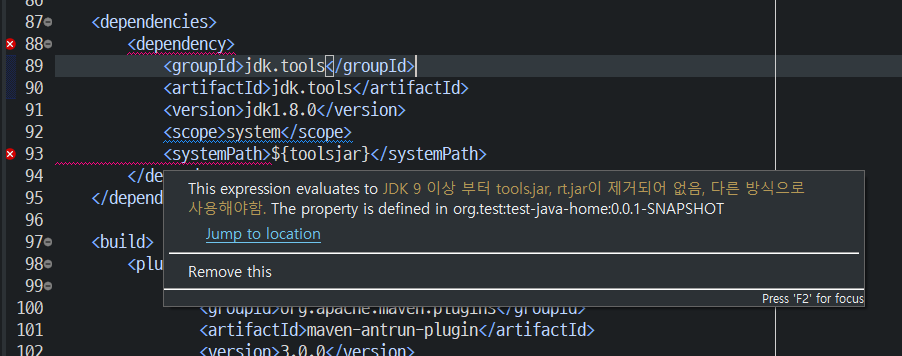 87 <dependencies>
88 <dependency>
89 <groupId>jdk.tools</groupId>
90 <artifactId>jdk.tools</artifactId>
91 <version>jdk1.8.0</version>
92 <scope>system</scope>
93 <systemPath>${toolsjar}</systemPath>
94 </de
This expression evaluates to JDK 9 이상 부터 tools.jar, rt.jar이 제거되어 없음, 다른 방식으로
95 </depend
사용해야함. The property is defined in org.test:test-java-home:0.0.1-SNAPSHOT
96
Jump to location
97 <build>
98 <plu
Remove this
99
Press 'F2' for focus
100 <groupId>org.apache.maven.plugins</groupId>
101 <artifactId>maven-antrun-plugin</artifactId>
102 <version>3.0.0</version>